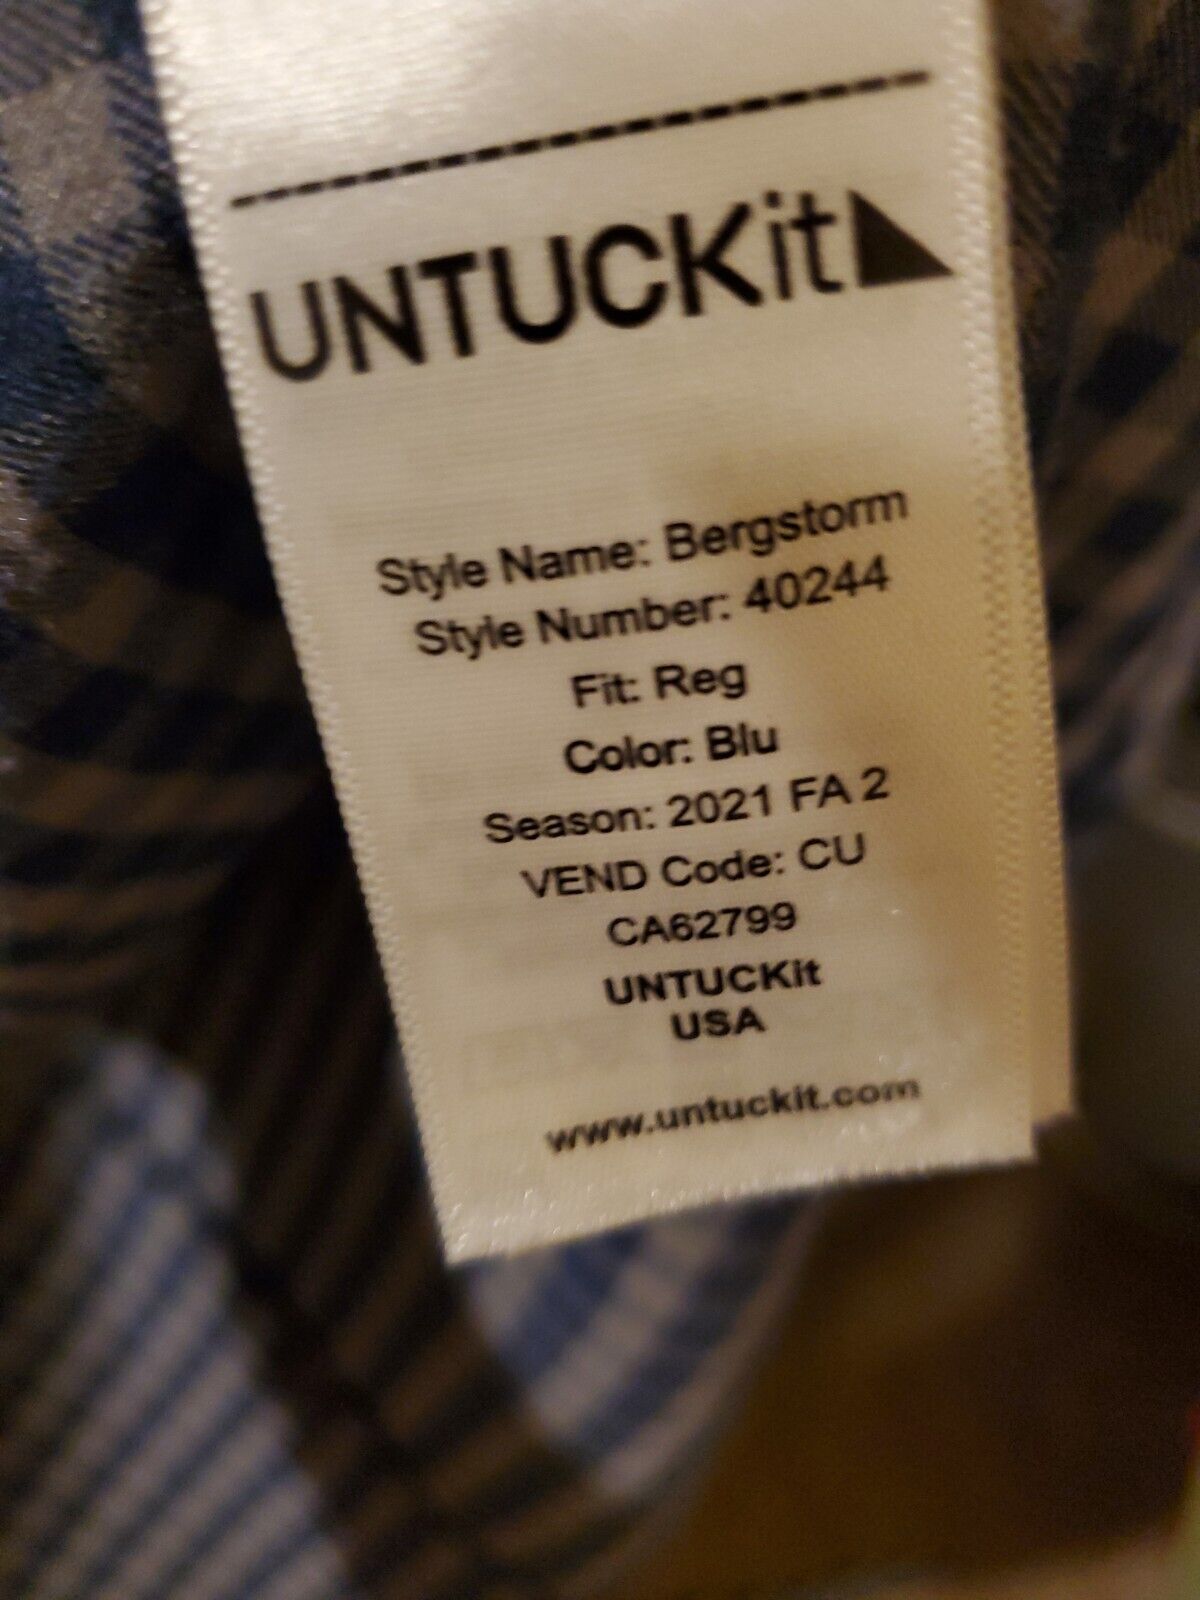 UNTUCKit
Style Name: Bergstorm
Style Number: 40244
Fit: Reg
Color: Blu
Season: 2021 FA 2
VEND Code: CU
CA62799
UNTUCKit
USA
www.untuckit.com